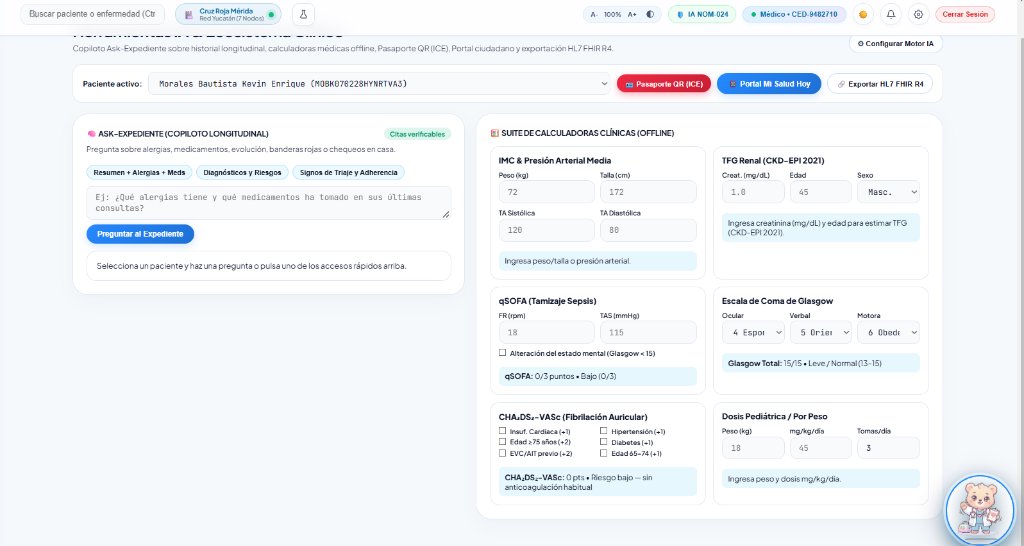 Buscar paciente o enfermedad (Ctr
Cruz Roja Mérida
Red Yucatán (7 Nodos)
A- 100% A+
IA NOM-024
Médico • CED-9482710
Cerrar Sesión
Copiloto Ask-Expediente sobre historial longitudinal, calculadoras médicas offline, Pasaporte QR (ICE), Portal ciudadano y exportación HL7 FHIR R4.
Configurar Motor IA
Paciente activo:
Morales Bautista Kevin Enrique (MOBK070228HYNRTVA3)
Pasaporte QR (ICE)
Portal Mi Salud Hoy
Exportar HL7 FHIR R4
ASK-EXPEDIENTE (COPILOTO LONGITUDINAL)
Citas verificables
Pregunta sobre alergias, medicamentos, evolución, banderas rojas o chequeos en casa.
Resumen + Alergias + Meds
Diagnósticos y Riesgos
Signos de Triaje y Adherencia
Ej: ¿Qué alergias tiene y qué medicamentos ha tomado en sus últimas
consultas?
Preguntar al Expediente
Selecciona un paciente y haz una pregunta o pulsa uno de los accesos rápidos arriba.
SUITE DE CALCULADORAS CLÍNICAS (OFFLINE)
IMC & Presión Arterial Media
Peso (kg)
Talla (cm)
72
172
TA Sistólica
TA Diastólica
120
80
Ingresa peso/talla o presión arterial.
TFG Renal (CKD-EPI 2021)
Creat. (mg/dL)
Edad
Sexo
1.0
45
Masc.
Ingresa creatinina (mg/dL) y edad para estimar TFG
(CKD-EPI 2021).
qSOFA (Tamizaje Sepsis)
FR (rpm)
TAS (mmHg)
18
115
Alteración del estado mental (Glasgow < 15)
qSOFA: 0/3 puntos • Bajo (0/3)
Escala de Coma de Glasgow
Ocular
Verbal
Motora
4 Espor
5 Orien
6 Obede
Glasgow Total: 15/15 • Leve / Normal (13-15)
CHA₂DS₂-VASc (Fibrilación Auricular)
Insuf. Cardíaca (+1)
Hipertensión (+1)
Edad ≥75 años (+2)
Diabetes (+1)
EVC/AIT previo (+2)
Edad 65-74 (+1)
CHA₂DS₂-VASc: 0 pts • Riesgo bajo — sin
anticoagulación habitual
Dosis Pediátrica / Por Peso
Peso (kg)
mg/kg/día
Tomas/día
18
45
3
Ingresa peso y dosis mg/kg/día.